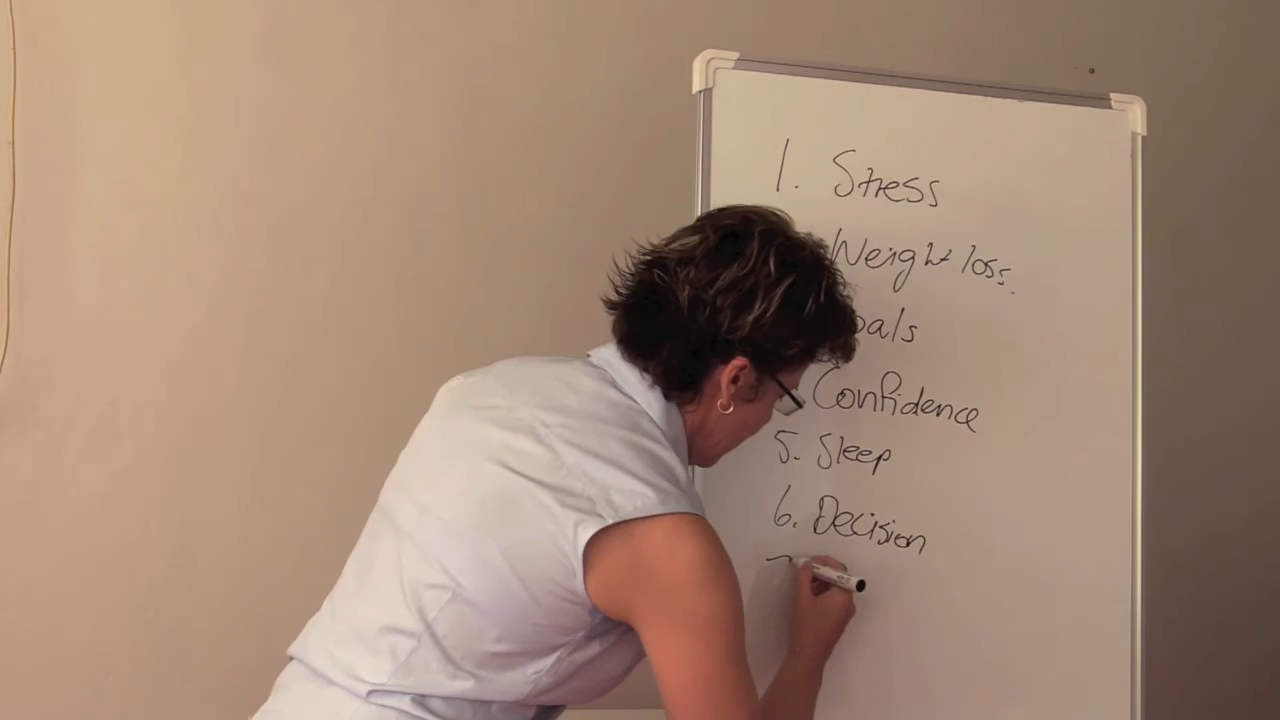 1. Stress
Weight loss.
oals
Confidence
5. Sleep
6. Decision